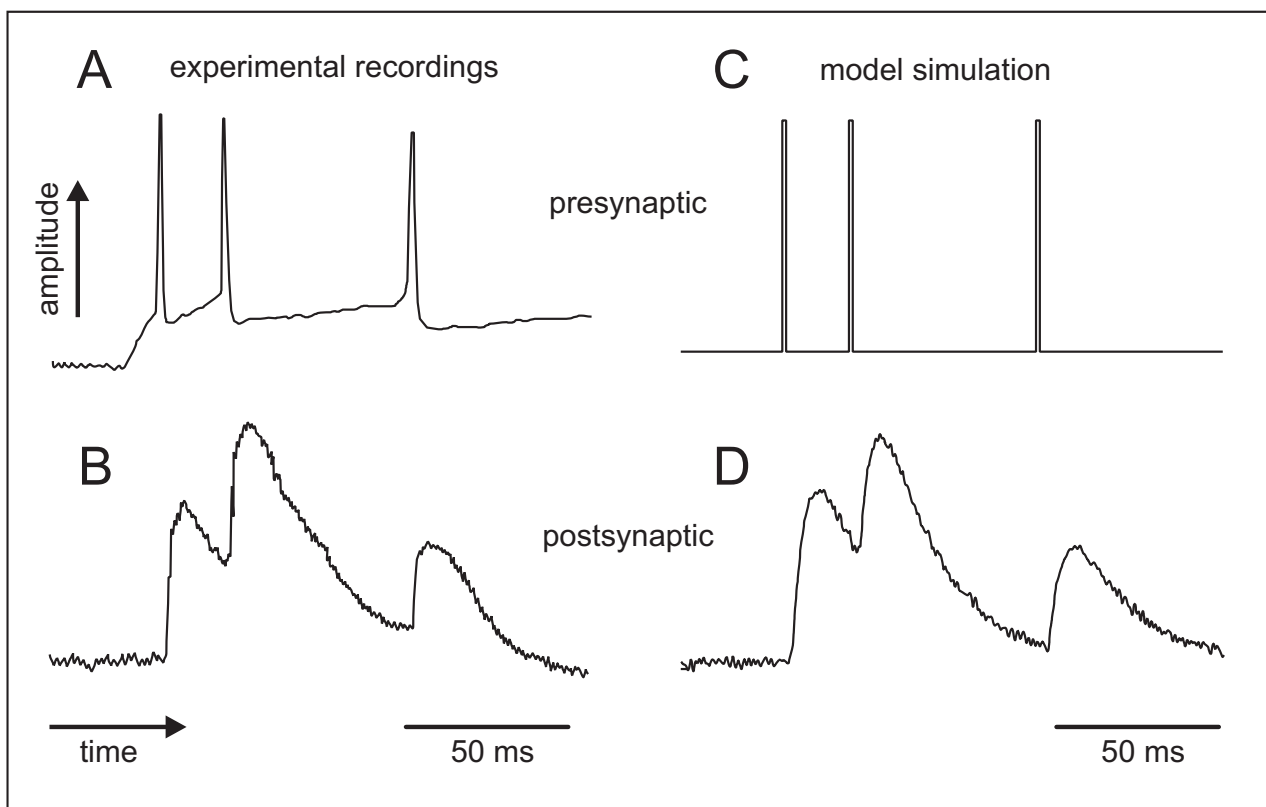 A
experimental recordings
C
model simulation
amplitude
presynaptic
B
D
postsynaptic
time
50 ms
50 ms